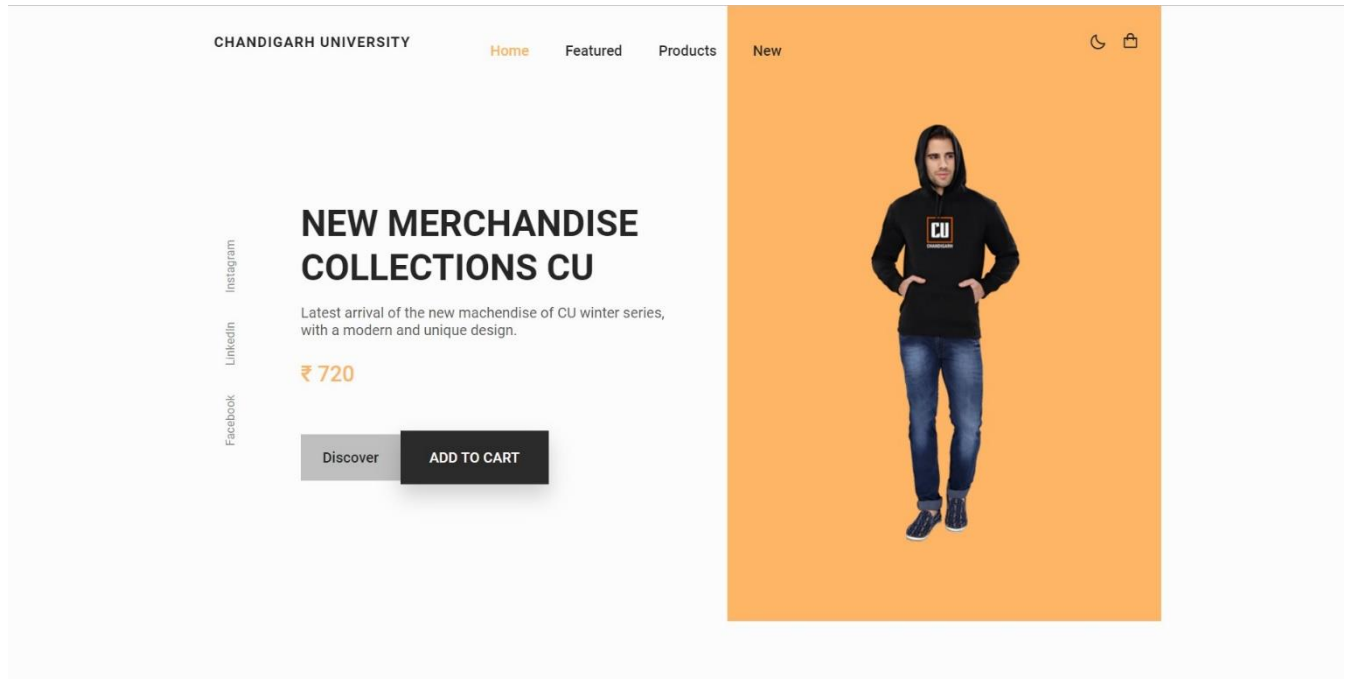 CHANDIGARH UNIVERSITY
Home
Featured
Products
New
NEW MERCHANDISE
COLLECTIONS CU
Latest arrival of the new machendise of CU winter series,
with a modern and unique design.
₹ 720
Discover
ADD TO CART
Instagram
LinkedIn
Facebook
CU
CHANDIGARH